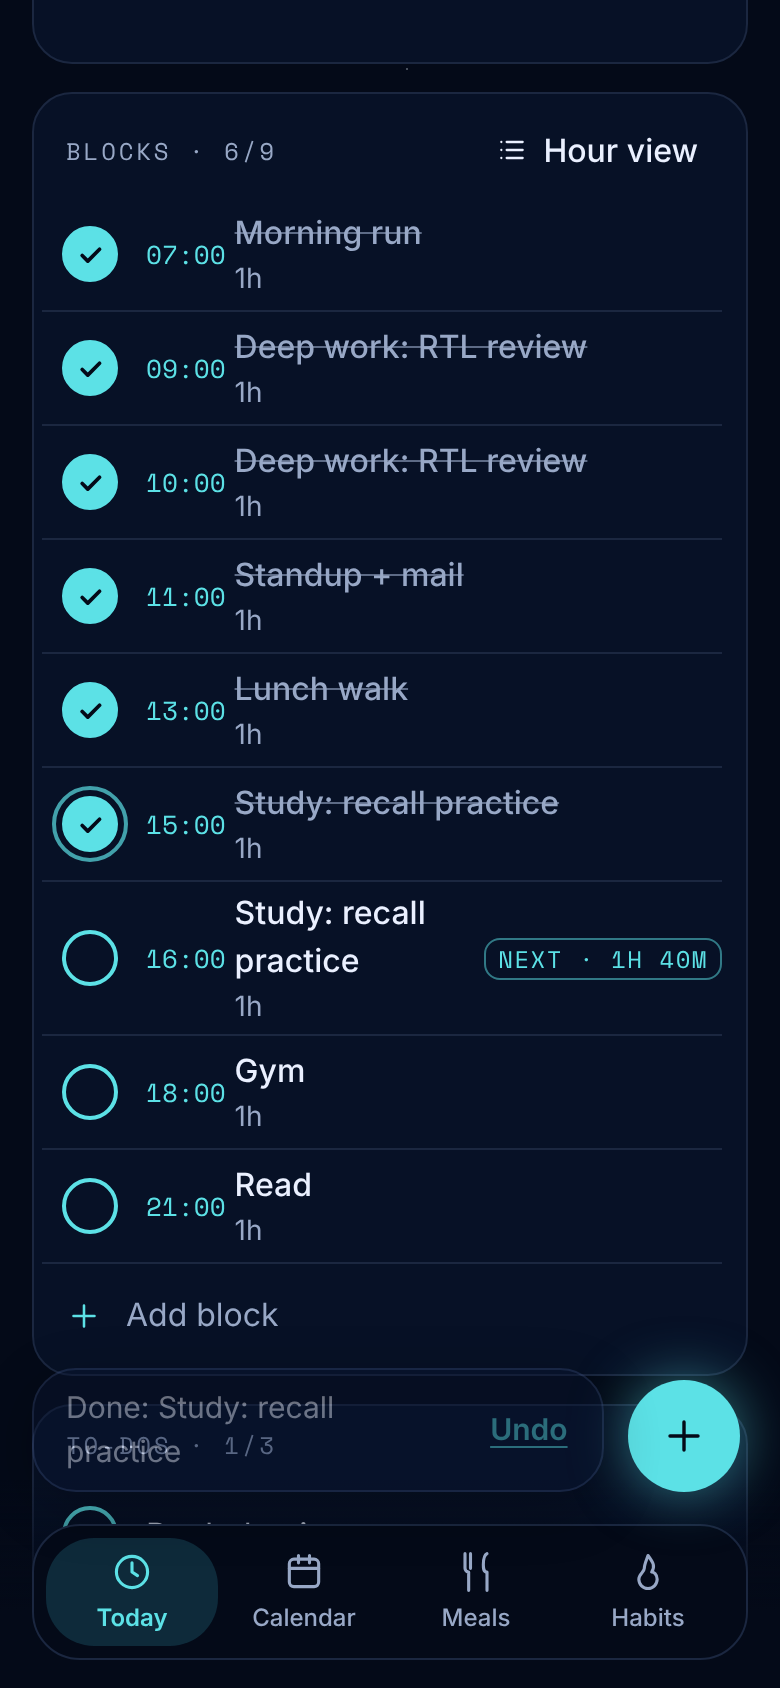 BLOCKS · 6/9
Hour view
07:00 Morning run
1h
09:00 Deep work: RTL review
1h
10:00 Deep work: RTL review
1h
11:00 Standup + mail
1h
13:00 Lunch walk
1h
15:00 Study: recall practice
1h
Study: recall
16:00 practice NEXT · 1H 40M
1h
18:00 Gym
1h
21:00 Read
1h
Add block
Done: Study: recall
practice
Undo
TO-DOS · 1/3
Today Calendar Meals Habits